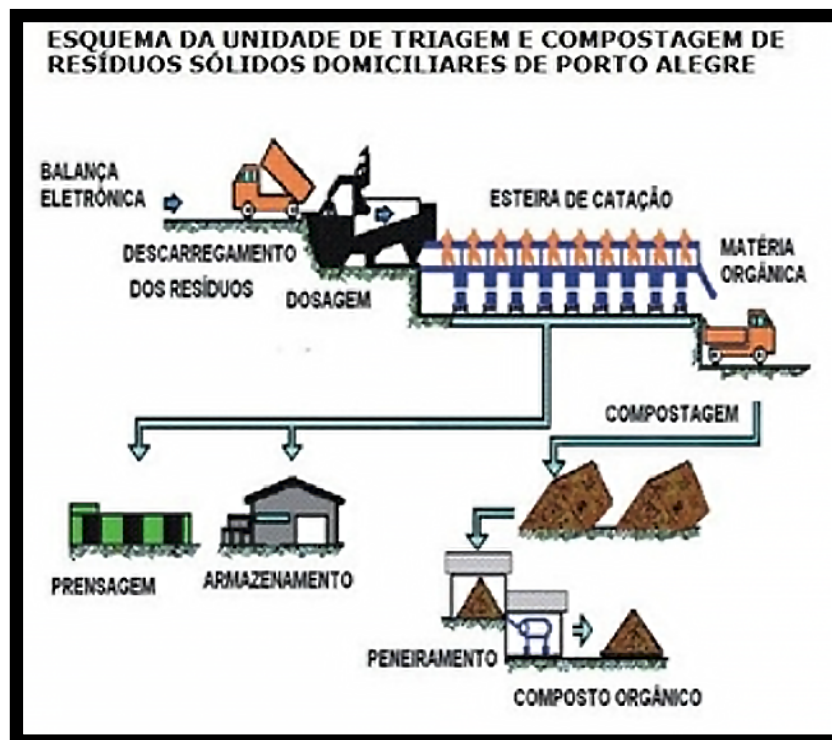 ESQUEMA DA UNIDADE DE TRIAGEM E COMPOSTAGEM DE
RESÍDUOS SÓLIDOS DOMICILIARES DE PORTO ALEGRE
BALANÇA
ELETRÔNICA
DESCARREGAMENTO
DOS RESÍDUOS
DOSAGEM
ESTEIRA DE CATAÇÃO
MATÉRIA
ORGÂNICA
COMPOSTAGEM
PRENSAGEM
ARMAZENAMENTO
PENEIRAMENTO
COMPOSTO ORGÂNICO